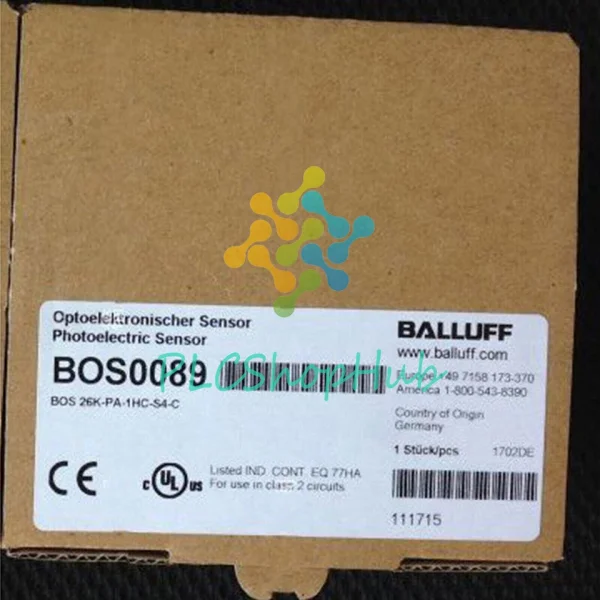 Optoelektronischer Sensor
Photoelectric Sensor
BOS0089
BOS 26K-PA-1HC-S4-C
PLCShopHub
BALLUFF
www.balluff.com
Europe +49 7158 173-370
America 1-800-543-8390
Country of Origin
Germany
1 Stück/pcs 1702DE
CE
c UL us
Listed IND. CONT. EQ 77HA
For use in class 2 circuits
111715